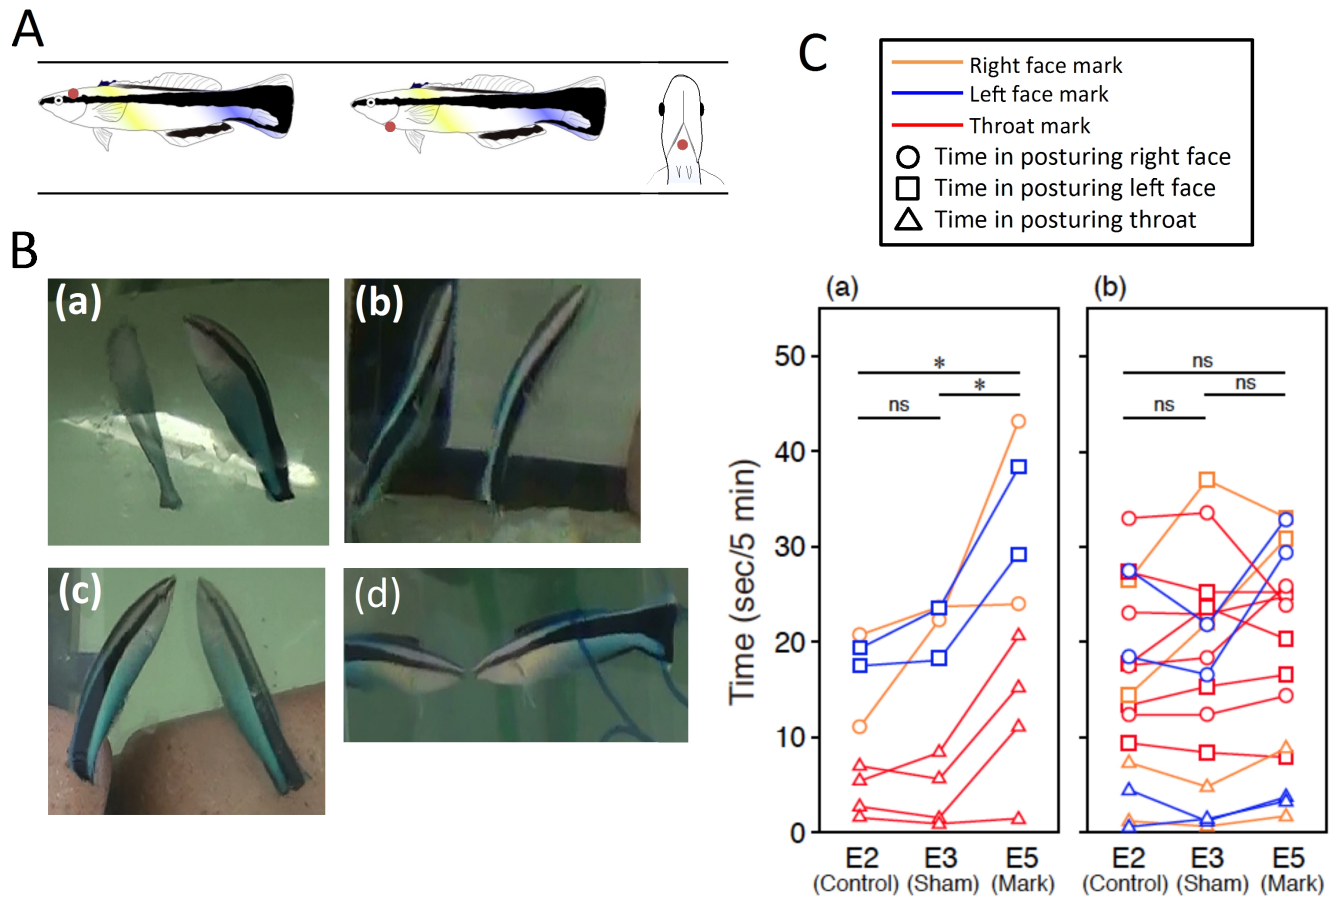 A
B
(a)
(b)
(c)
(d)
C
Right face mark
Left face mark
Throat mark
Time in posturing right face
Time in posturing left face
Time in posturing throat
(a)
(b)
Time (sec/5 min)
50
40
30
20
10
0
*
*
ns
ns
ns
ns
E2
(Control)
E3
(Sham)
E5
(Mark)
E2
(Control)
E3
(Sham)
E5
(Mark)